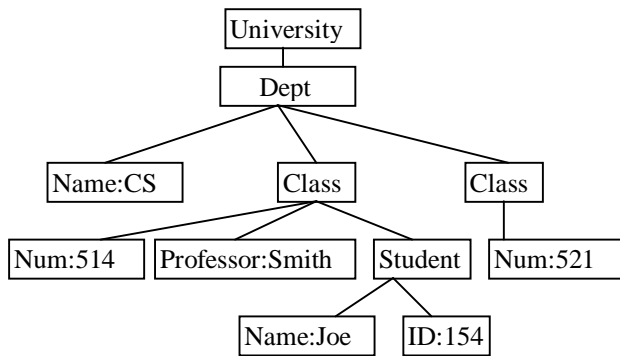 University
Dept
Name:CS
Class
Class
Num:514
Professor:Smith
Student
Num:521
Name:Joe
ID:154